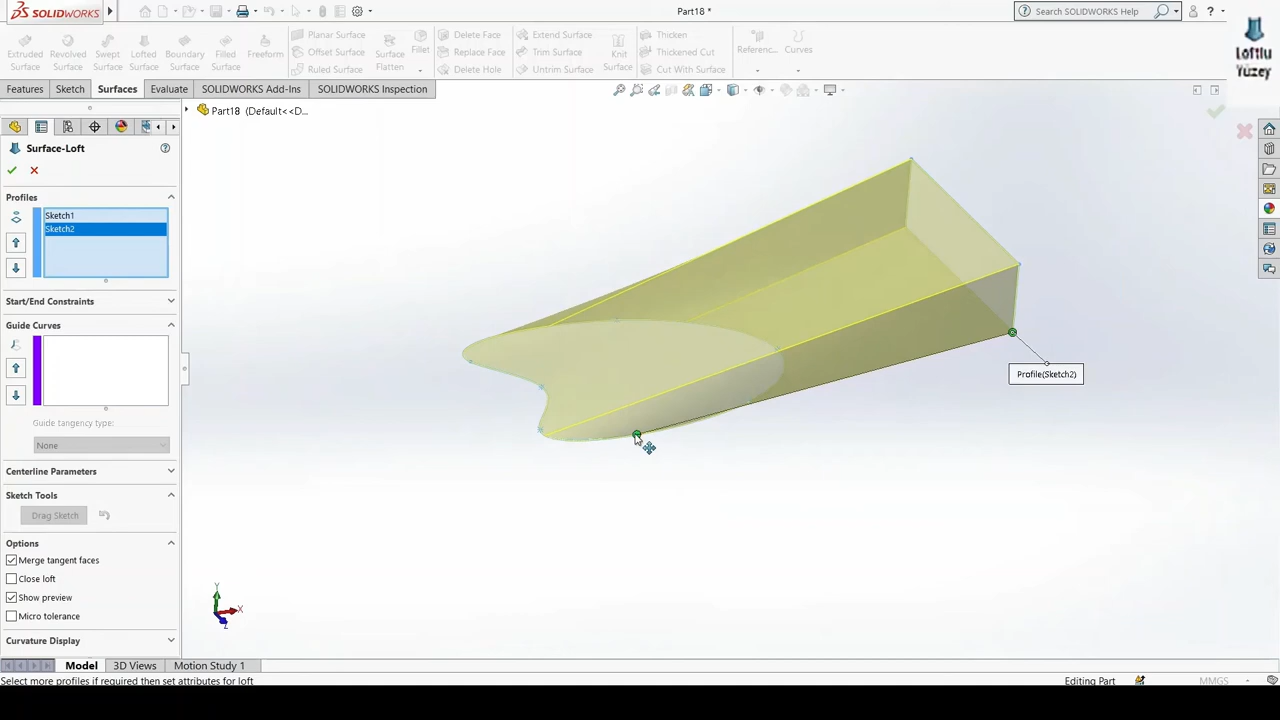 SOLIDWORKS
Part18 *
Search SOLIDWORKS Help
?
Extruded Surface
Revolved Surface
Swept Surface
Lofted Surface
Boundary Surface
Filled Surface
Freeform
Planar Surface
Offset Surface
Ruled Surface
Surface Flatten
Fillet
Delete Face
Replace Face
Delete Hole
Extend Surface
Trim Surface
Untrim Surface
Knit Surface
Thicken
Thickened Cut
Cut With Surface
Referenc...
Curves
Loftlu
Yüzey
Features
Sketch
Surfaces
Evaluate
SOLIDWORKS Add-Ins
SOLIDWORKS Inspection
Part18 (Default<<D...
Surface-Loft
Profiles
Sketch1
Sketch2
Start/End Constraints
Guide Curves
Guide tangency type:
None
Centerline Parameters
Sketch Tools
Drag Sketch
Options
Merge tangent faces
Close loft
Show preview
Micro tolerance
Curvature Display
Profile(Sketch2)
Y
X
Z
Model
3D Views
Motion Study 1
Select more profiles if required then set attributes for loft
Editing Part
MMGS